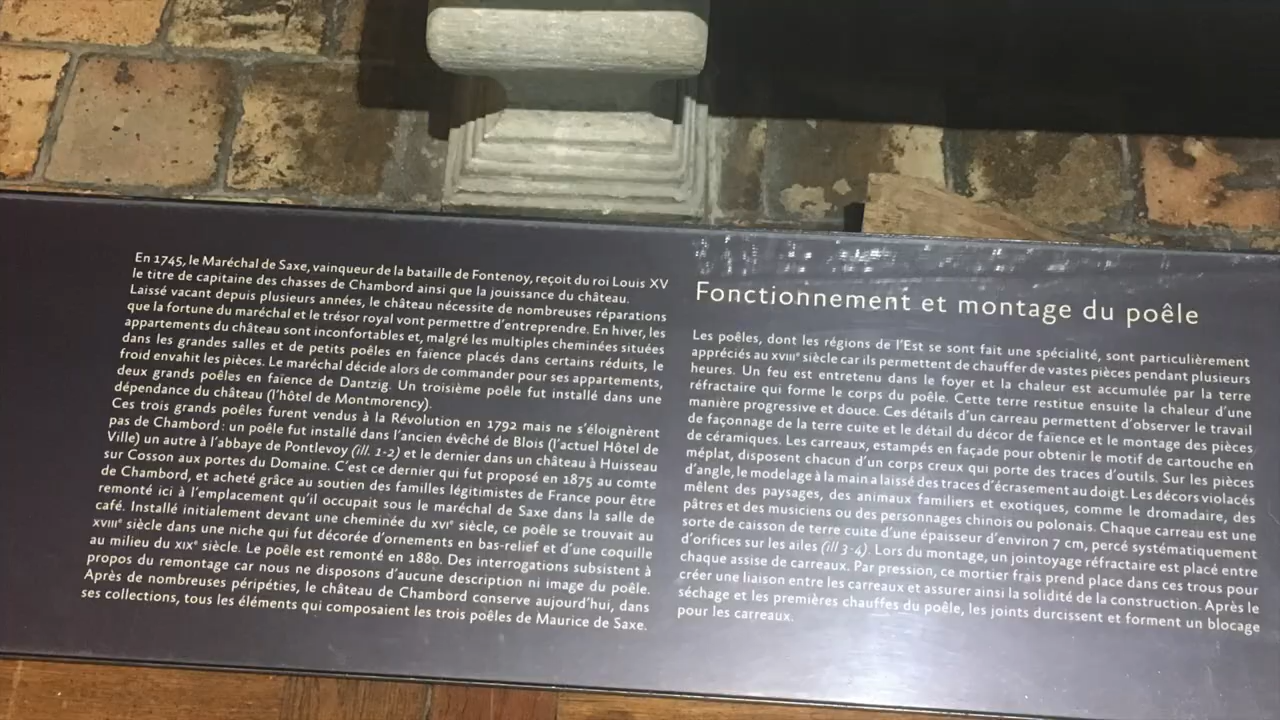 En 1745, le Maréchal de Saxe, vainqueur de la bataille de Fontenoy, reçoit du roi Louis XV
le titre de capitaine des chasses de Chambord ainsi que la jouissance du château.
Laissé vacant depuis plusieurs années, le château nécessite de nombreuses réparations
que la fortune du maréchal et le trésor royal vont permettre d'entreprendre. En hiver, les
appartements du château sont inconfortables et, malgré les multiples cheminées situées
dans les grandes salles et de petits poêles en faïence placés dans certains réduits, le
froid envahit les pièces. Le maréchal décide alors de commander pour ses appartements,
deux grands poêles en faïence de Dantzig. Un troisième poêle fut installé dans une
dépendance du château (l'hôtel de Montmorency).
Ces trois grands poêles furent vendus à la Révolution en 1792 mais ne s'éloignèrent
pas de Chambord : un poêle fut installé dans l'ancien évêché de Blois (l'actuel Hôtel de
Ville) un autre à l'abbaye de Pontlevoy (ill. 1-2) et le dernier dans un château à Huisseau
sur Cosson aux portes du Domaine. C'est ce dernier qui fut proposé en 1875 au comte
de Chambord, et acheté grâce au soutien des familles légitimistes de France pour être
remonté ici à l'emplacement qu'il occupait sous le maréchal de Saxe dans la salle de
café. Installé initialement devant une cheminée du XVIe siècle, ce poêle se trouvait au
XVIIIe siècle dans une niche qui fut décorée d'ornements en bas-relief et d'une coquille
au milieu du XIXe siècle. Le poêle est remonté en 1880. Des interrogations subsistent à
propos du remontage car nous ne disposons d'aucune description ni image du poêle.
Après de nombreuses péripéties, le château de Chambord conserve aujourd'hui, dans
ses collections, tous les éléments qui composaient les trois poêles de Maurice de Saxe.
Fonctionnement et montage du poêle
Les poêles, dont les régions de l'Est se sont fait une spécialité, sont particulièrement
appréciés au XVIIIe siècle car ils permettent de chauffer de vastes pièces pendant plusieurs
heures. Un feu est entretenu dans le foyer et la chaleur est accumulée par la terre
réfractaire qui forme le corps du poêle. Cette terre restitue ensuite la chaleur d'une
manière progressive et douce. Ces détails d'un carreau permettent d'observer le travail
de façonnage de la terre cuite et le détail du décor de faïence et le montage des pièces
de céramiques. Les carreaux, estampés en façade pour obtenir le motif de cartouche en
méplat, disposent chacun d'un corps creux qui porte des traces d'outils. Sur les pièces
d'angle, le modelage à la main a laissé des traces d'écrasement au doigt. Les décors violacés
mêlent des paysages, des animaux familiers et exotiques, comme le dromadaire, des
pâtres et des musiciens ou des personnages chinois ou polonais. Chaque carreau est une
sorte de caisson de terre cuite d'une épaisseur d'environ 7 cm, percé systématiquement
d'orifices sur les ailes (ill 3-4). Lors du montage, un jointoyage réfractaire est placé entre
chaque assise de carreaux. Par pression, ce mortier frais prend place dans ces trous pour
créer une liaison entre les carreaux et assurer ainsi la solidité de la construction. Après le
séchage et les premières chauffes du poêle, les joints durcissent et forment un blocage
pour les carreaux.